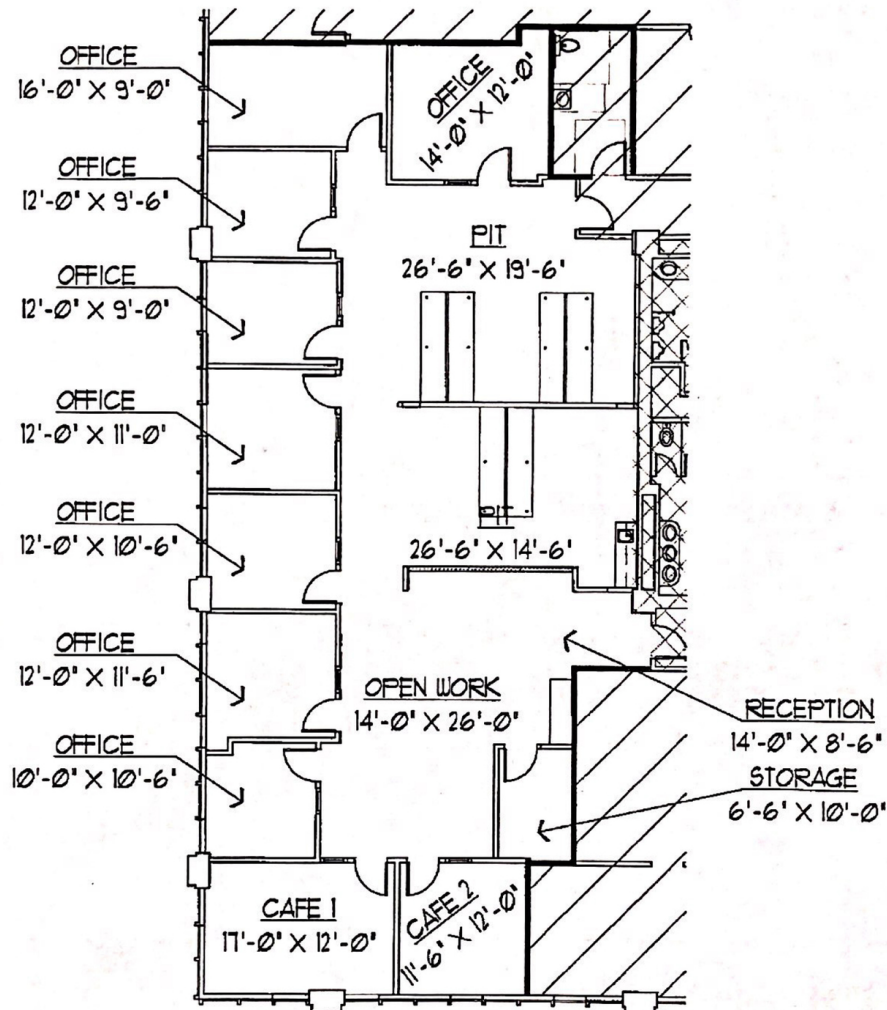 OFFICE
16'-0" X 9'-0"
OFFICE
14'-0" X 12'-0"
OFFICE
12'-0" X 9'-6"
PIT
26'-6" X 19'-6"
OFFICE
12'-0" X 9'-0"
OFFICE
12'-0" X 11'-0"
OFFICE
12'-0" X 10'-6"
PIT
26'-6" X 14'-6"
OFFICE
12'-0" X 11'-6"
OPEN WORK
14'-0" X 26'-0"
RECEPTION
14'-0" X 8'-6"
OFFICE
10'-0" X 10'-6"
STORAGE
6'-6" X 10'-0"
CAFE 1
17'-0" X 12'-0"
CAFE 2
11'-6" X 12'-0"